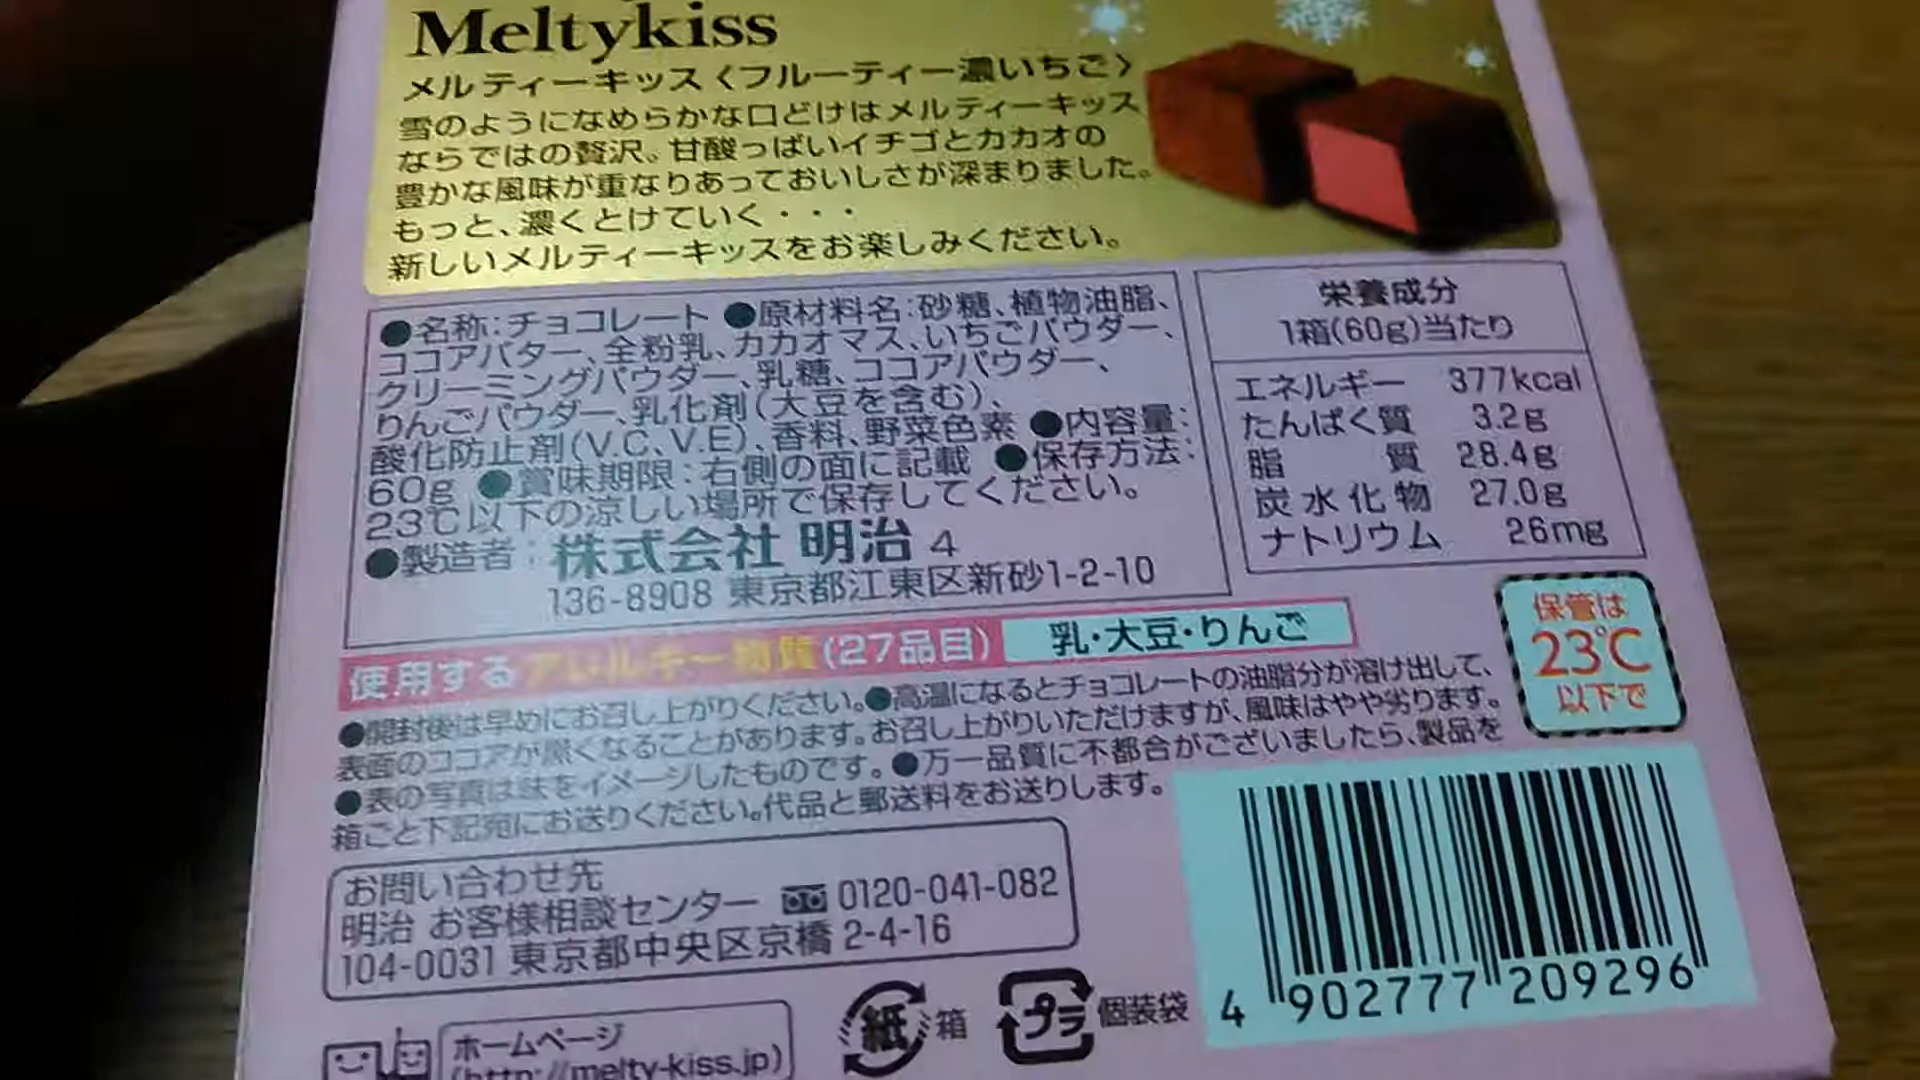 Meltykiss
メルティーキッス〈フルーティー濃いちご〉
雪のようになめらかな口どけはメルティーキッス
ならではの贅沢。甘酸っぱいイチゴとカカオの
豊かな風味が重なりあっておいしさが深まりました。
もっと、濃くとけていく・・・
新しいメルティーキッスをお楽しみください。
●名称:チョコレート ●原材料名:砂糖、植物油脂、
ココアバター、全粉乳、カカオマス、いちごパウダー、
クリーミングパウダー、乳糖、ココアパウダー、
りんごパウダー、乳化剤(大豆を含む)、
酸化防止剤(V.C、V.E)、香料、野菜色素 ●内容量:
60g ●賞味期限:右側の面に記載 ●保存方法:
23℃以下の涼しい場所で保存してください。
●製造者:株式会社 明治 4
136-8908 東京都江東区新砂1-2-10
栄養成分
1箱(60g)当たり
エネルギー 377kcal
たんぱく質 3.2g
脂質 28.4g
炭水化物 27.0g
ナトリウム 26mg
使用するアレルギー物質(27品目) 乳・大豆・りんご
保管は
23℃
以下で
●開封後は早めにお召し上がりください。●高温になるとチョコレートの油脂分が溶け出して、
表面のココアが黒くなることがあります。お召し上がりいただけますが、風味はやや劣ります。
●表の写真は味をイメージしたものです。●万一品質に不都合がございましたら、製品を
箱ごと下記宛にお送りください。代品と郵送料をお送りします。
お問い合わせ先
明治 お客様相談センター 0120-041-082
104-0031 東京都中央区京橋 2-4-16
ホームページ
(http://melty-kiss.jp)
紙 箱
プラ 個装袋
4 902777 209296